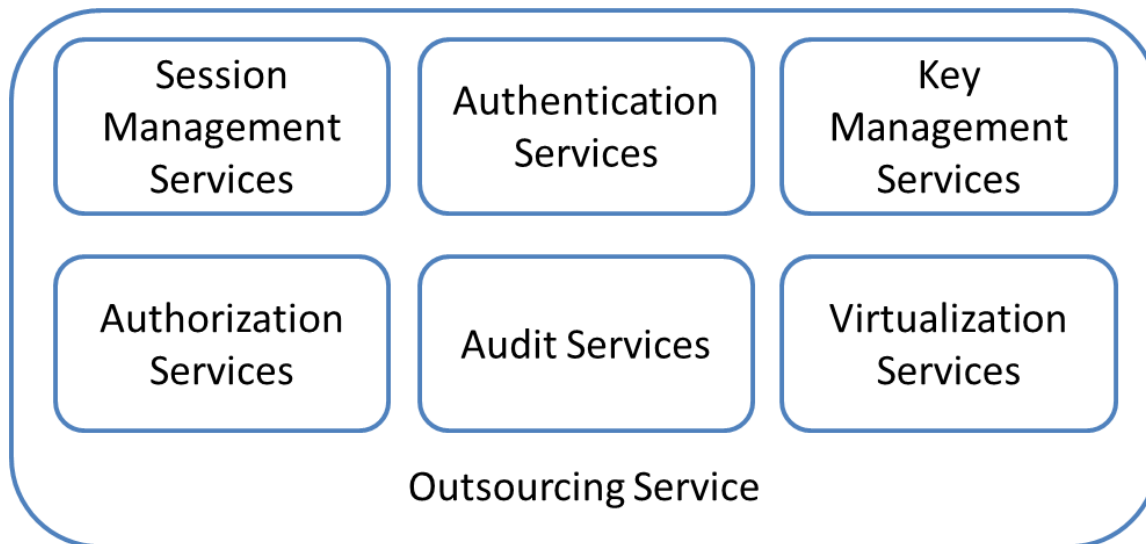 Session
Management
Services
Authentication
Services
Key
Management
Services
Authorization
Services
Audit Services
Virtualization
Services
Outsourcing Service